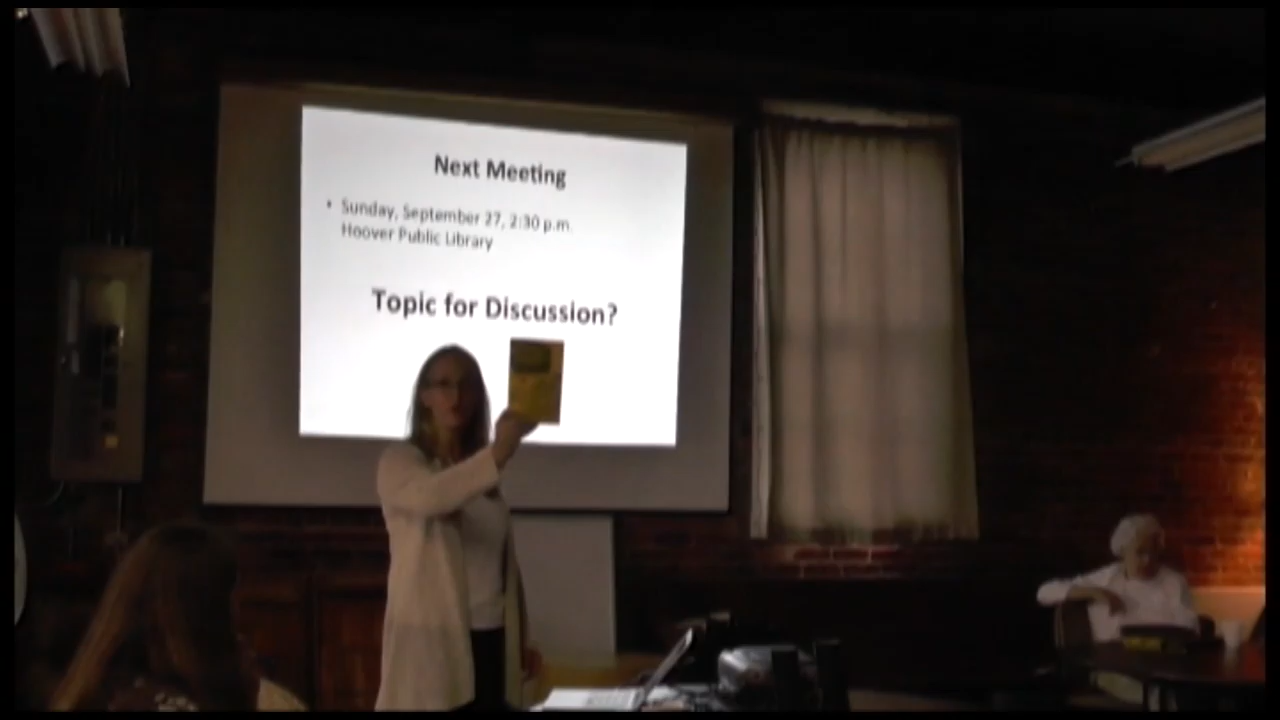 Next Meeting
• Sunday, September 27, 2:30 p.m.
Hoover Public Library
Topic for Discussion?